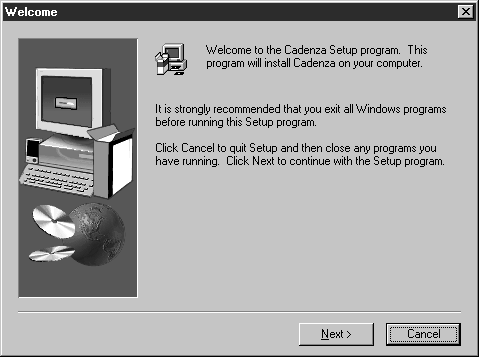 Welcome
Welcome to the Cadenza Setup program. This
program will install Cadenza on your computer.
It is strongly recommended that you exit all Windows programs
before running this Setup program.
Click Cancel to quit Setup and then close any programs you
have running. Click Next to continue with the Setup program.
Next >
Cancel